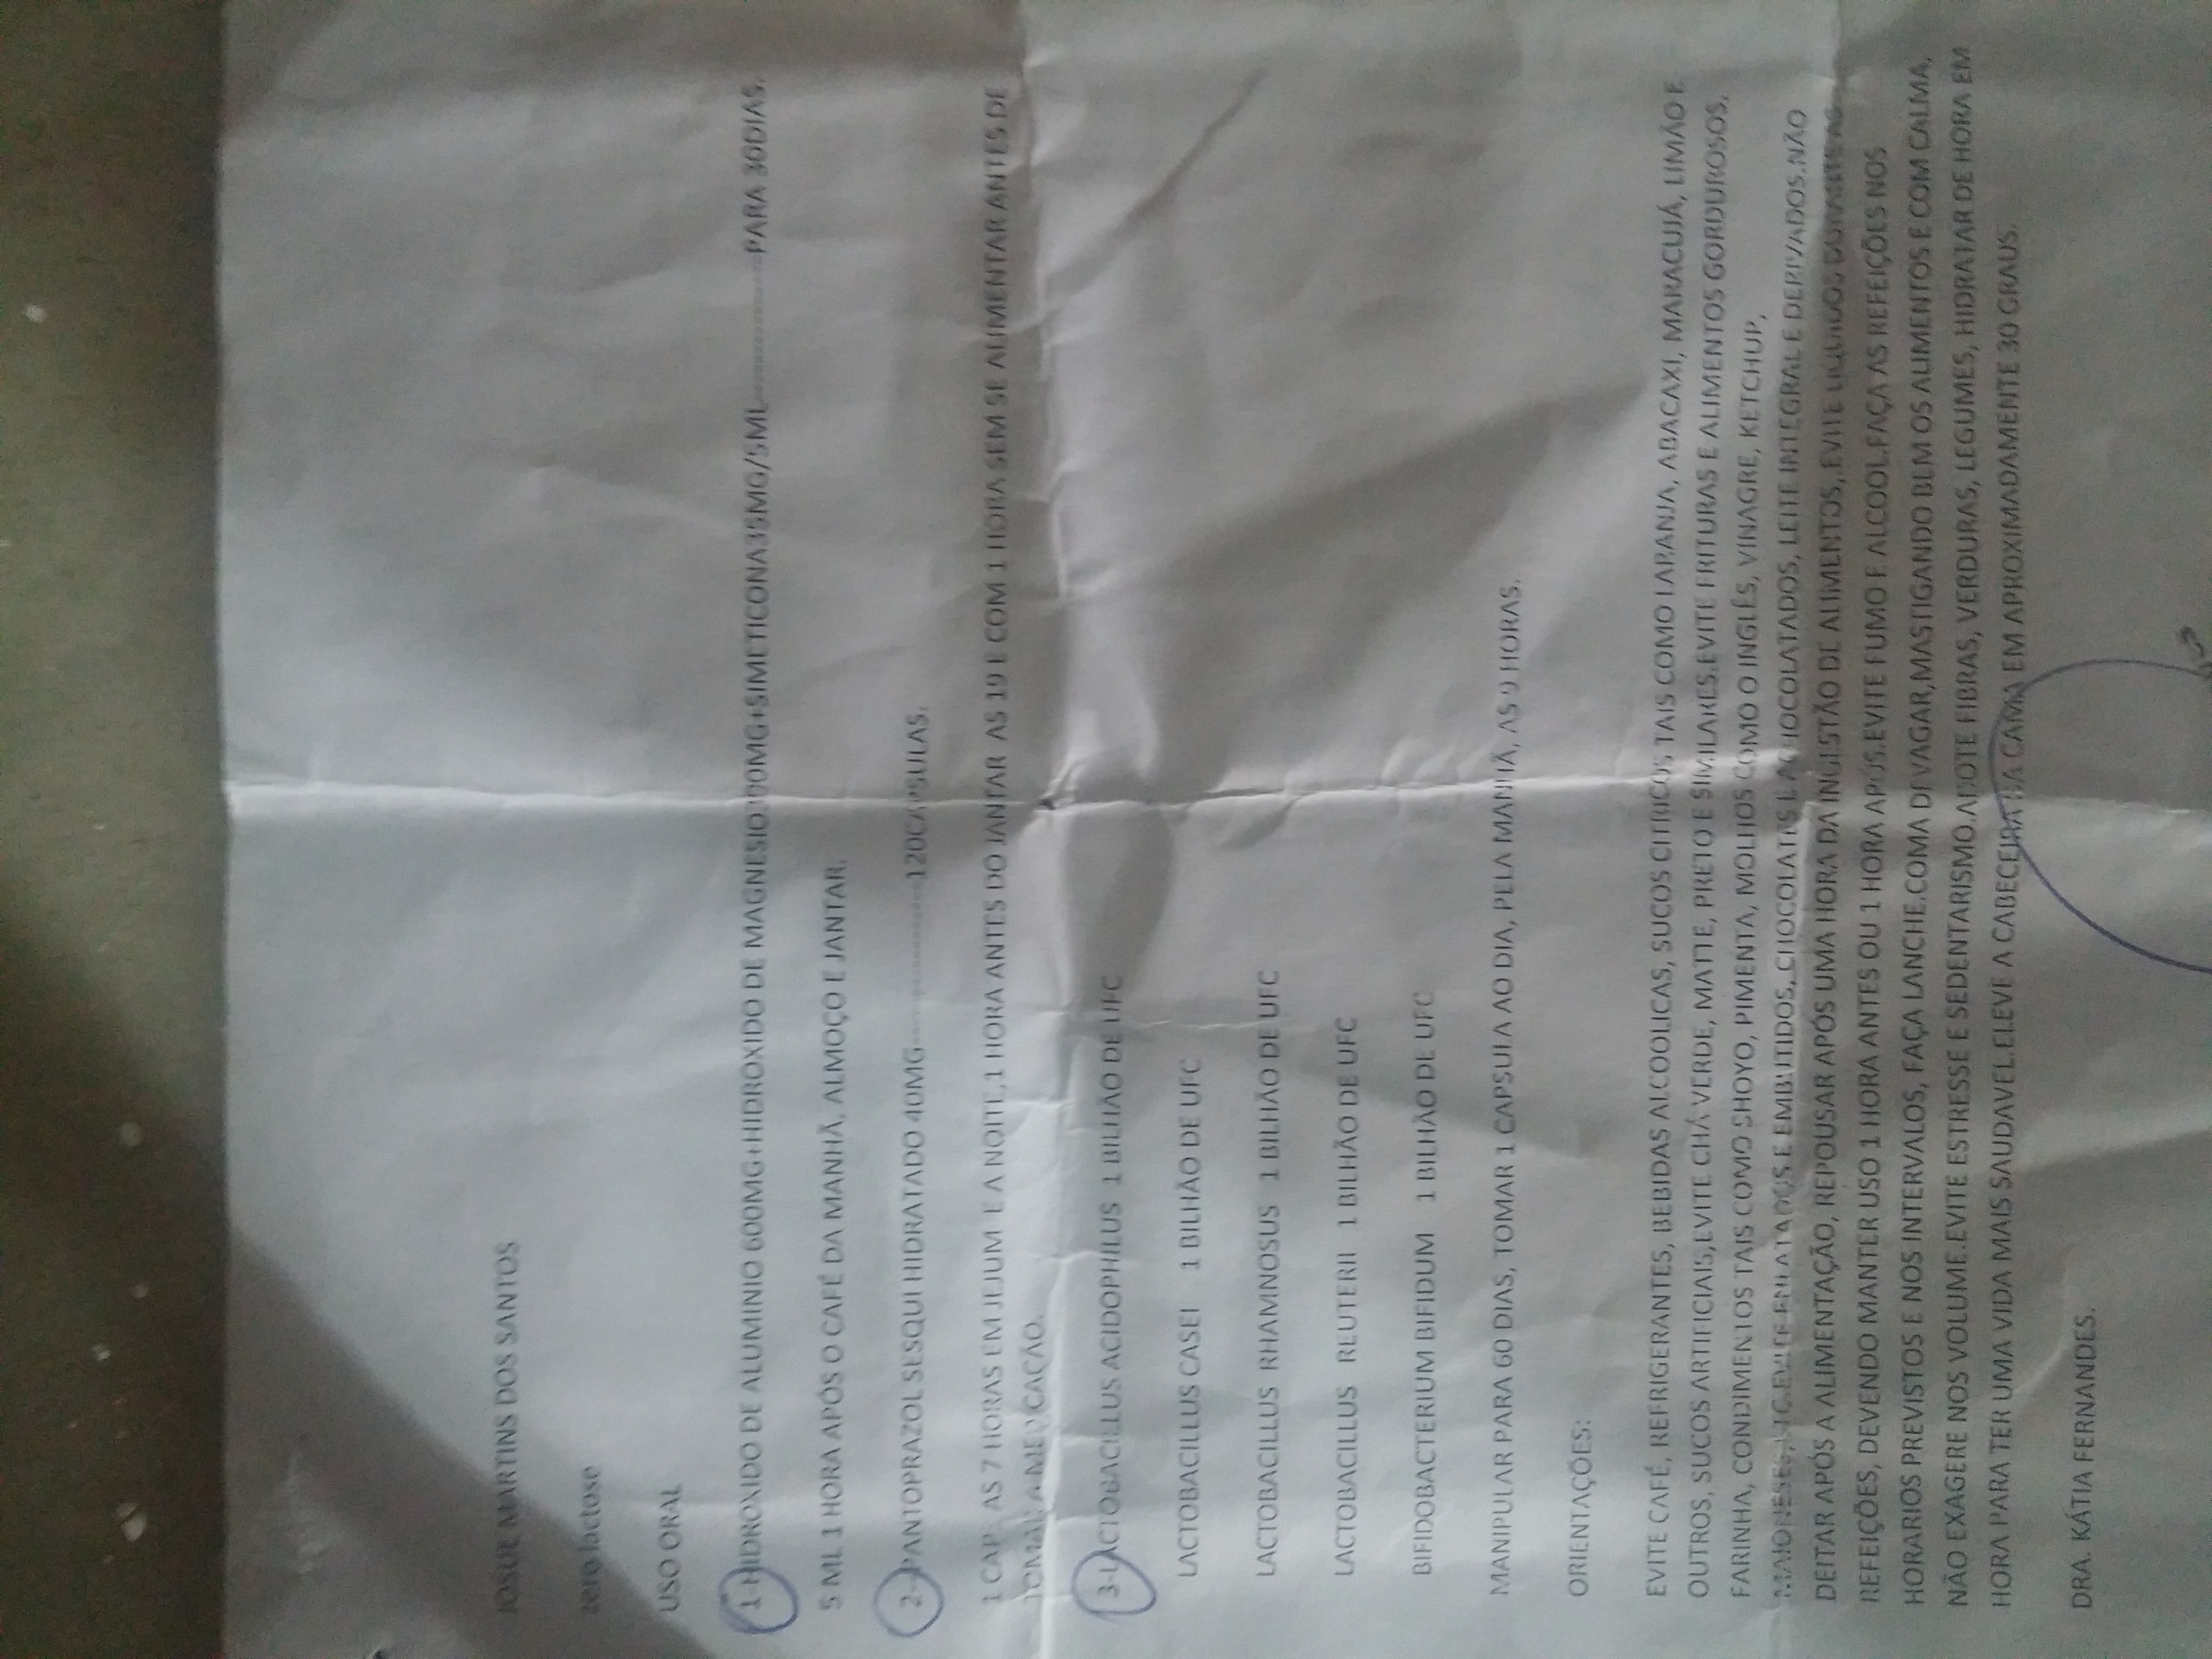 JOSUE MARTINS DOS SANTOS
zero lactose
USO ORAL
1-HIDROXIDO DE ALUMINIO 600MG+HIDROXIDO DE MAGNESIO300MG+SIMETICONA35MG/5ML----------------PARA 30DIAS.
5 ML 1 HORA APÓS O CAFÉ DA MANHÃ, ALMOÇO E JANTAR.
2--PANTOPRAZOL SESQUI HIDRATADO 40MG------------------120CAPSULAS.
1 CAP AS 7 HORAS EM JEJUM E A NOITE,1 HORA ANTES DO JANTAR AS 19 E COM 1 HORA SEM SE ALIMENTAR ANTES DE
TOMAR A MEDICAÇÃO.
3-LACTOBACILLUS ACIDOPHILUS 1 BILHÃO DE UFC
LACTOBACILLUS CASEI 1 BILHÃO DE UFC
LACTOBACILLUS RHAMNOSUS 1 BILHÃO DE UFC
LACTOBACILLUS REUTERII 1 BILHÃO DE UFC
BIFIDOBACTERIUM BIFIDUM 1 BILHÃO DE UFC
MANIPULAR PARA 60 DIAS, TOMAR 1 CAPSULA AO DIA, PELA MANHÃ, AS 9 HORAS.
ORIENTAÇÕES:
EVITE CAFÉ, REFRIGERANTES, BEBIDAS ALCOOLICAS, SUCOS CITRICOS TAIS COMO LARANJA, ABACAXI, MARACUJÁ, LIMÃO E
OUTROS, SUCOS ARTIFICIAIS,EVITE CHÁ VERDE, MATTE, PRETO E SIMILARES.EVITE FRITURAS E ALIMENTOS GORDUROSOS,
FARINHA, CONDIMENTOS TAIS COMO SHOYO, PIMENTA, MOLHOS COMO O INGLÊS, VINAGRE, KETCHUP,
MAIONESES,ETC.EVITE ENLATADOS E EMBUTIDOS, CHOCOLATES E ACHOCOLATADOS, LEITE INTEGRAL E DERIVADOS.NÃO
DEITAR APÓS A ALIMENTAÇÃO, REPOUSAR APÓS UMA HORA DA INGESTÃO DE ALIMENTOS, EVITE LIQUIDOS DURANTE AS
REFEIÇÕES, DEVENDO MANTER USO 1 HORA ANTES OU 1 HORA APÓS.EVITE FUMO E ALCOOL.FAÇA AS REFEIÇÕES NOS
HORARIOS PREVISTOS E NOS INTERVALOS, FAÇA LANCHE.COMA DEVAGAR,MASTIGANDO BEM OS ALIMENTOS E COM CALMA,
NÃO EXAGERE NOS VOLUME.EVITE ESTRESSE E SEDENTARISMO.ADOTE FIBRAS, VERDURAS, LEGUMES, HIDRATAR DE HORA EM
HORA PARA TER UMA VIDA MAIS SAUDAVEL.ELEVE A CABECEIRA DA CAMA EM APROXIMADAMENTE 30 GRAUS.
DRA. KÁTIA FERNANDES.